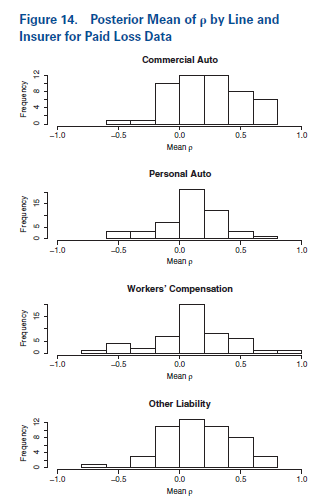 Figure 14. Posterior Mean of ρ by Line and
Insurer for Paid Loss Data
Commercial Auto
Frequency
0 4 8 12
−1.0 −0.5 0.0 0.5 1.0
Mean ρ
Personal Auto
Frequency
0 5 15
−1.0 −0.5 0.0 0.5 1.0
Mean ρ
Workers' Compensation
Frequency
0 5 15
−1.0 −0.5 0.0 0.5 1.0
Mean ρ
Other Liability
Frequency
0 4 8 12
−1.0 −0.5 0.0 0.5 1.0
Mean ρ